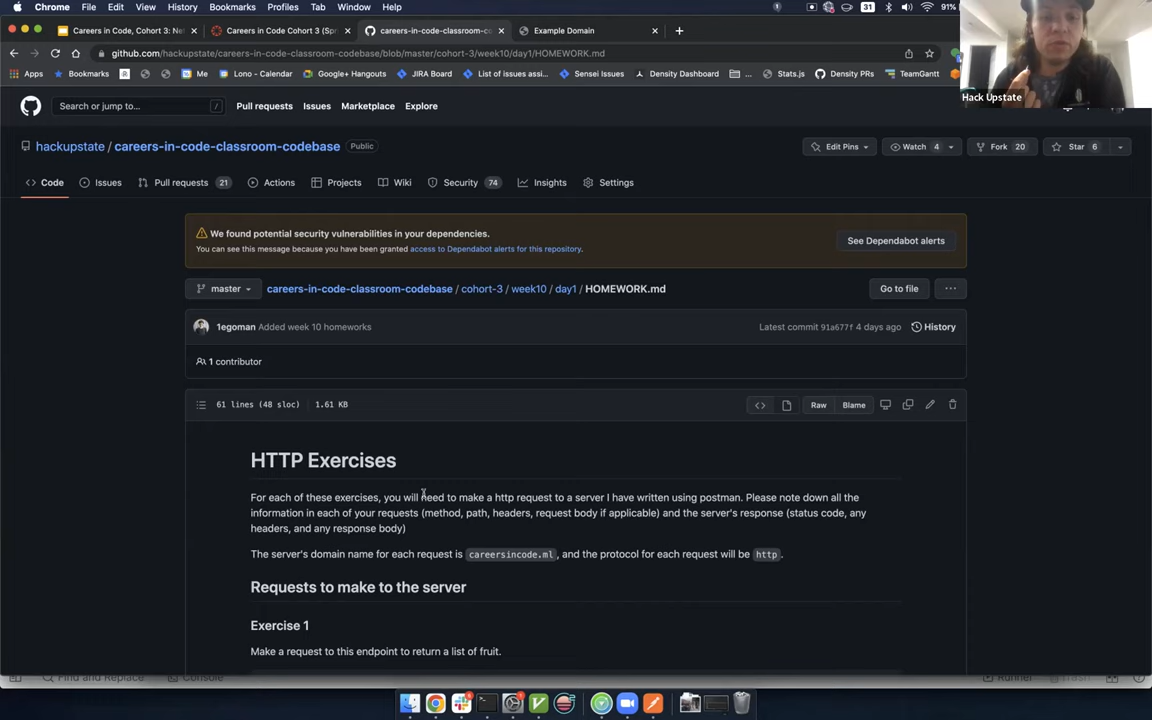 Chrome File Edit View History Bookmarks Profiles Tab Window Help 31 91%
Careers in Code, Cohort 3: Ne
Careers in Code Cohort 3 (Spr
careers-in-code-classroom-co
Example Domain
github.com/hackupstate/careers-in-code-classroom-codebase/blob/master/cohort-3/week10/day1/HOMEWORK.md
Apps Bookmarks Me Lono - Calendar Google+ Hangouts JIRA Board List of issues assi... Sensei Issues Density Dashboard ... Stats.js Density PRs TeamGantt
Hack Upstate
Search or jump to... / Pull requests Issues Marketplace Explore
hackupstate / careers-in-code-classroom-codebase Public
Edit Pins Watch 4 Fork 20 Star 6
Code Issues Pull requests 21 Actions Projects Wiki Security 74 Insights Settings
We found potential security vulnerabilities in your dependencies.
You can see this message because you have been granted access to Dependabot alerts for this repository.
See Dependabot alerts
master careers-in-code-classroom-codebase / cohort-3 / week10 / day1 / HOMEWORK.md Go to file ...
1egoman Added week 10 homeworks Latest commit 91a677f 4 days ago History
1 contributor
61 lines (48 sloc) 1.61 KB Raw Blame
HTTP Exercises
For each of these exercises, you will need to make a http request to a server I have written using postman. Please note down all the
information in each of your requests (method, path, headers, request body if applicable) and the server's response (status code, any
headers, and any response body)
The server's domain name for each request is careersincode.ml, and the protocol for each request will be http.
Requests to make to the server
Exercise 1
Make a request to this endpoint to return a list of fruit.
Find and Replace Console Runner